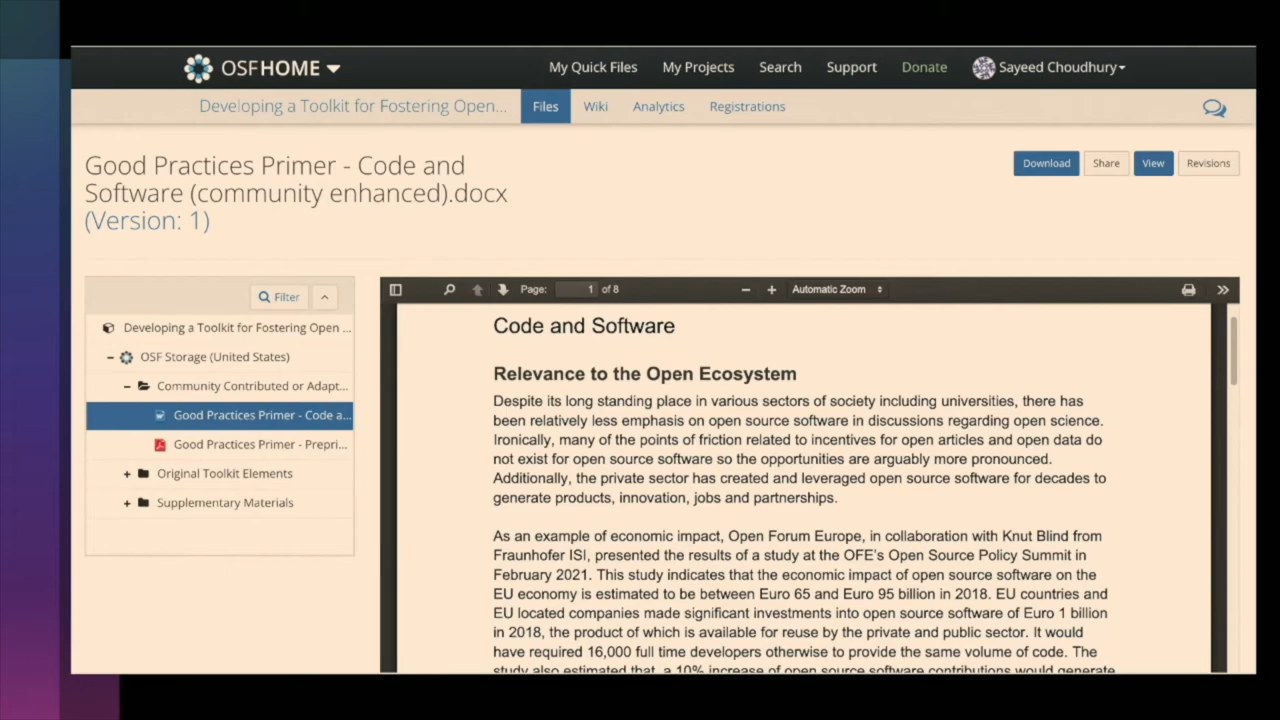 OSFHOME
My Quick Files
My Projects
Search
Support
Donate
Sayeed Choudhury
Developing a Toolkit for Fostering Open...
Files
Wiki
Analytics
Registrations
Good Practices Primer - Code and
Software (community enhanced).docx
(Version: 1)
Download
Share
View
Revisions
Filter
Developing a Toolkit for Fostering Open ...
OSF Storage (United States)
Community Contributed or Adapt...
Good Practices Primer - Code a...
Good Practices Primer - Prepri...
Original Toolkit Elements
Supplementary Materials
Page: 1 of 8
Automatic Zoom
Code and Software
Relevance to the Open Ecosystem
Despite its long standing place in various sectors of society including universities, there has
been relatively less emphasis on open source software in discussions regarding open science.
Ironically, many of the points of friction related to incentives for open articles and open data do
not exist for open source software so the opportunities are arguably more pronounced.
Additionally, the private sector has created and leveraged open source software for decades to
generate products, innovation, jobs and partnerships.
As an example of economic impact, Open Forum Europe, in collaboration with Knut Blind from
Fraunhofer ISI, presented the results of a study at the OFE's Open Source Policy Summit in
February 2021. This study indicates that the economic impact of open source software on the
EU economy is estimated to be between Euro 65 and Euro 95 billion in 2018. EU countries and
EU located companies made significant investments into open source software of Euro 1 billion
in 2018, the product of which is available for reuse by the private and public sector. It would
have required 16,000 full time developers otherwise to provide the same volume of code. The
study also estimated that, a 10% increase of open source software contributions would generate